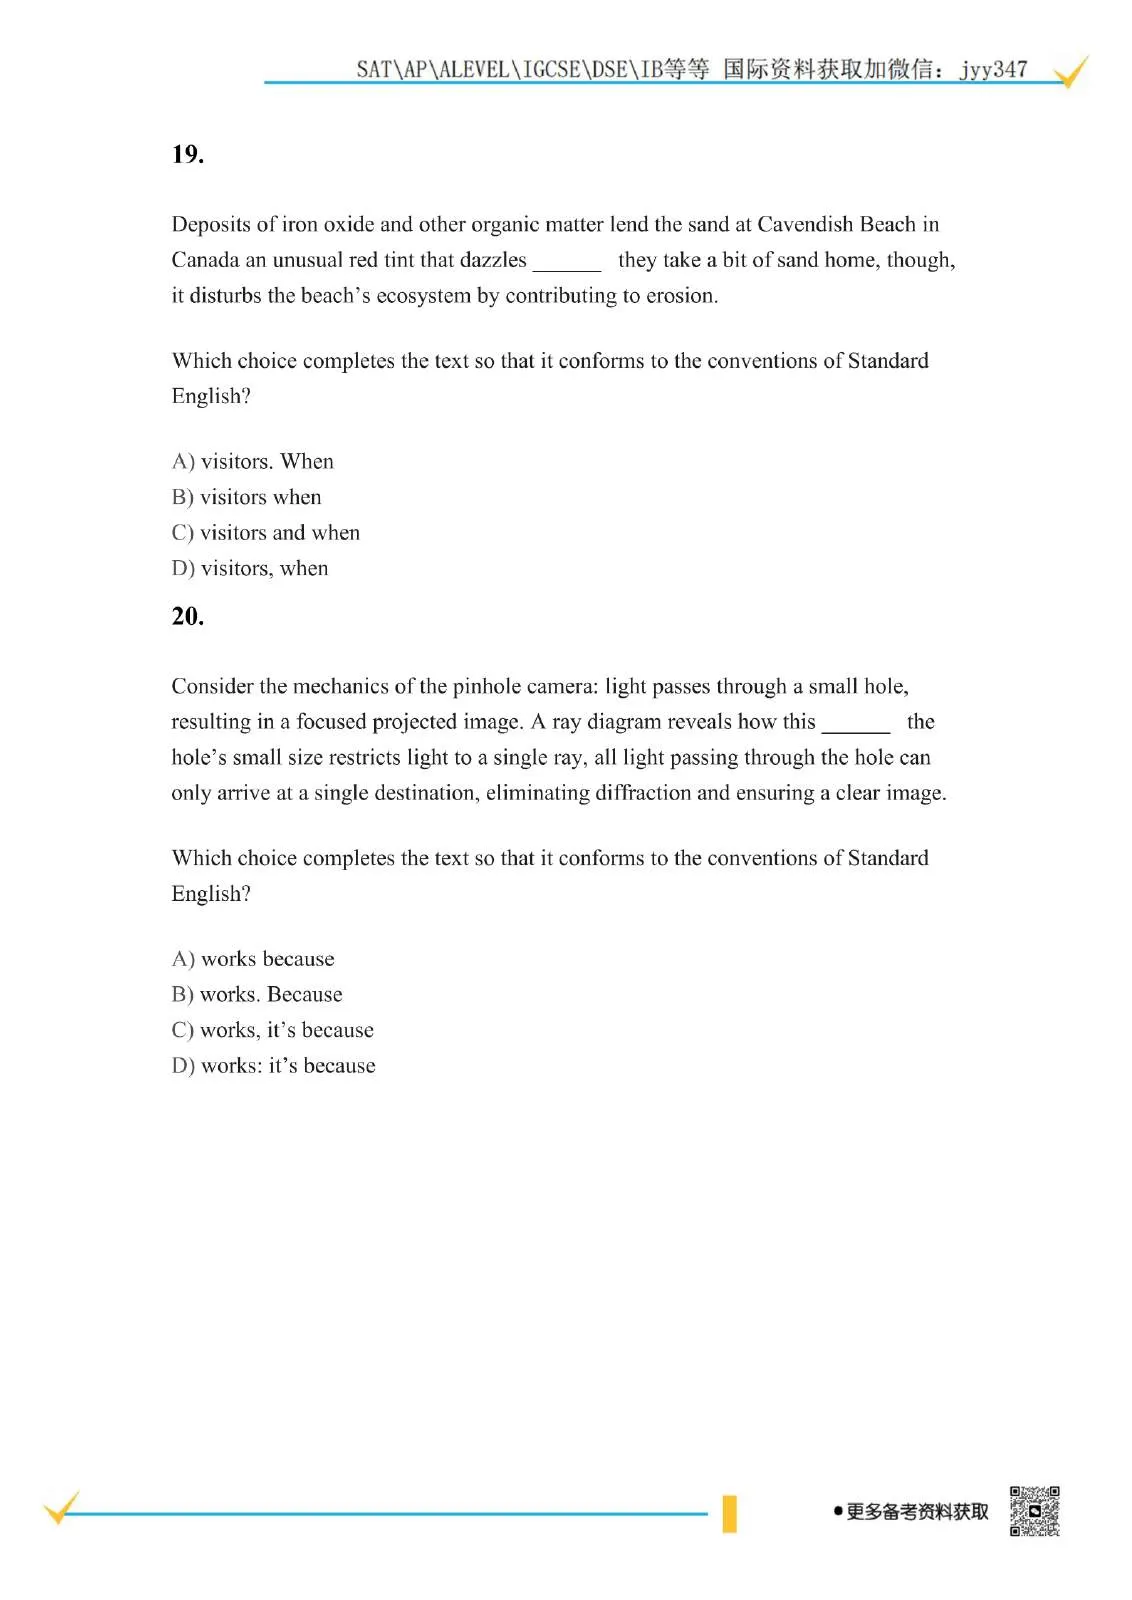 SAT\AP\ALEVEL\IGCSE\DSE\IB等等 国际资料获取加微信：jyy347
19.
Deposits of iron oxide and other organic matter lend the sand at Cavendish Beach in
Canada an unusual red tint that dazzles ______ they take a bit of sand home, though,
it disturbs the beach’s ecosystem by contributing to erosion.
Which choice completes the text so that it conforms to the conventions of Standard
English?
A) visitors. When
B) visitors when
C) visitors and when
D) visitors, when
20.
Consider the mechanics of the pinhole camera: light passes through a small hole,
resulting in a focused projected image. A ray diagram reveals how this ______ the
hole’s small size restricts light to a single ray, all light passing through the hole can
only arrive at a single destination, eliminating diffraction and ensuring a clear image.
Which choice completes the text so that it conforms to the conventions of Standard
English?
A) works because
B) works. Because
C) works, it’s because
D) works: it’s because
•更多备考资料获取